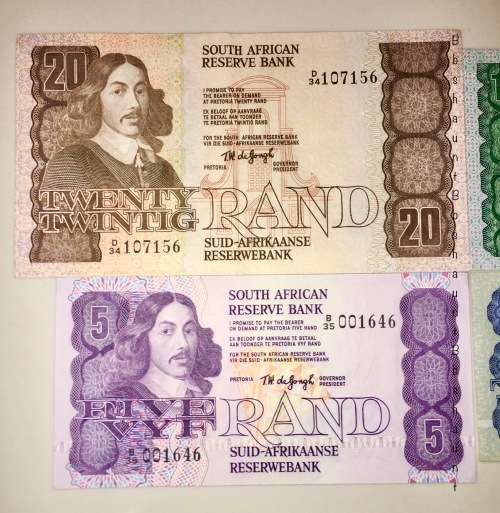 20
SOUTH AFRICAN
RESERVE BANK
D/34 107156
I PROMISE TO PAY
THE BEARER ON DEMAND
AT PRETORIA TWENTY RAND
EK BELOOF OP AANVRAAG TE
BETAAL AAN TOONDER
TE PRETORIA TWINTIG RAND
FOR THE SOUTH AFRICAN RESERVE BANK
VIR DIE SUID-AFRIKAANSE RESERWEBANK
PRETORIA T.W. de Jongh GOVERNOR
PRESIDENT
TWENTY
TWINTIG RAND
20
D/34 107156
SUID-AFRIKAANSE
RESERWEBANK
5
SOUTH AFRICAN
RESERVE BANK
B/35 001646
I PROMISE TO PAY THE BEARER
ON DEMAND AT PRETORIA FIVE RAND
EK BELOOF OP AANVRAAG TE BETAAL
AAN TOONDER TE PRETORIA VYF RAND
FOR THE SOUTH AFRICAN RESERVE BANK
VIR DIE SUID-AFRIKAANSE RESERWEBANK
PRETORIA T.W. de Jongh GOVERNOR
PRESIDENT
FIVE
VYF RAND
5
B/35 001646
SUID-AFRIKAANSE
RESERWEBANK